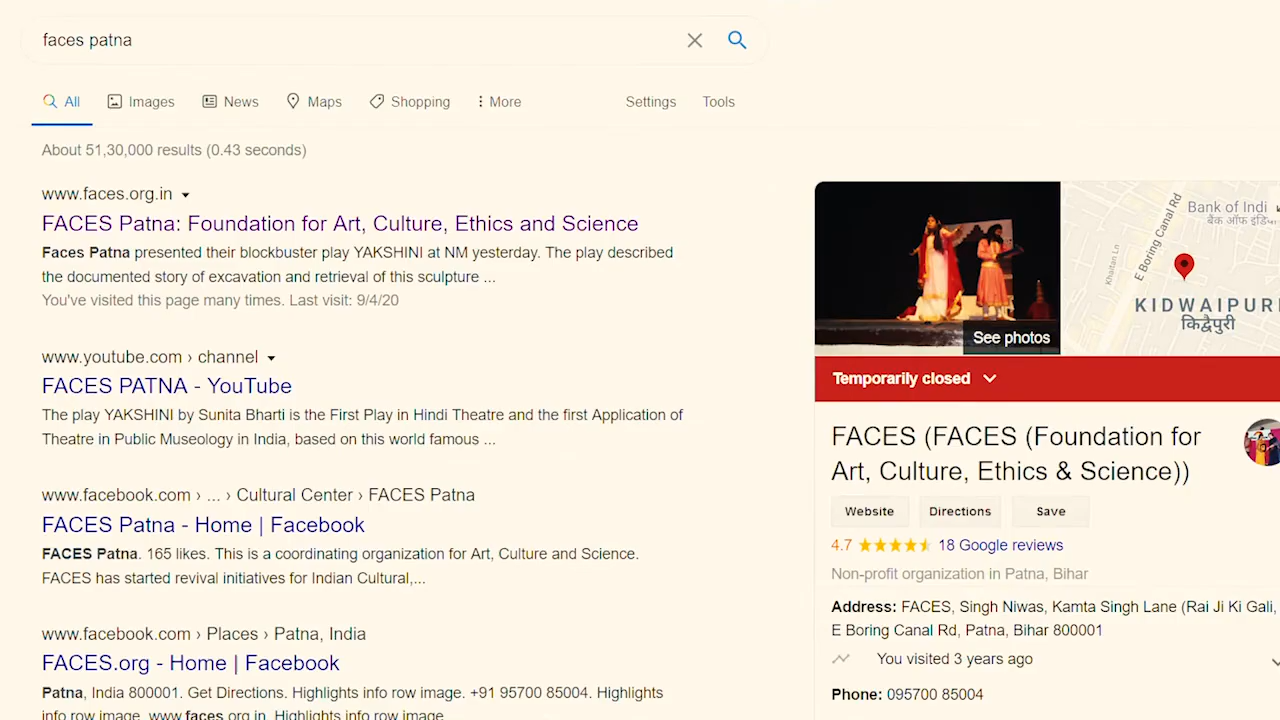 faces patna
All Images News Maps Shopping More Settings Tools
About 51,30,000 results (0.43 seconds)
www.faces.org.in
FACES Patna: Foundation for Art, Culture, Ethics and Science
Faces Patna presented their blockbuster play YAKSHINI at NM yesterday. The play described
the documented story of excavation and retrieval of this sculpture ...
You've visited this page many times. Last visit: 9/4/20
www.youtube.com › channel
FACES PATNA - YouTube
The play YAKSHINI by Sunita Bharti is the First Play in Hindi Theatre and the first Application of
Theatre in Public Museology in India, based on this world famous ...
www.facebook.com › ... › Cultural Center › FACES Patna
FACES Patna - Home | Facebook
FACES Patna. 165 likes. This is a coordinating organization for Art, Culture and Science.
FACES has started revival initiatives for Indian Cultural,...
www.facebook.com › Places › Patna, India
FACES.org - Home | Facebook
Patna, India 800001. Get Directions. Highlights info row image. +91 95700 85004. Highlights
info row image. www.faces.org.in. Highlights info row image.
See photos
Khaitan Ln
E Boring Canal Rd
Bank of Indi
बैंक ऑफ़ इंडिया
KIDWAIPURI
किद्वैपुरी
Temporarily closed
FACES (FACES (Foundation for
Art, Culture, Ethics & Science))
Website Directions Save
4.7 18 Google reviews
Non-profit organization in Patna, Bihar
Address: FACES, Singh Niwas, Kamta Singh Lane (Rai Ji Ki Gali,
E Boring Canal Rd, Patna, Bihar 800001
You visited 3 years ago
Phone: 095700 85004